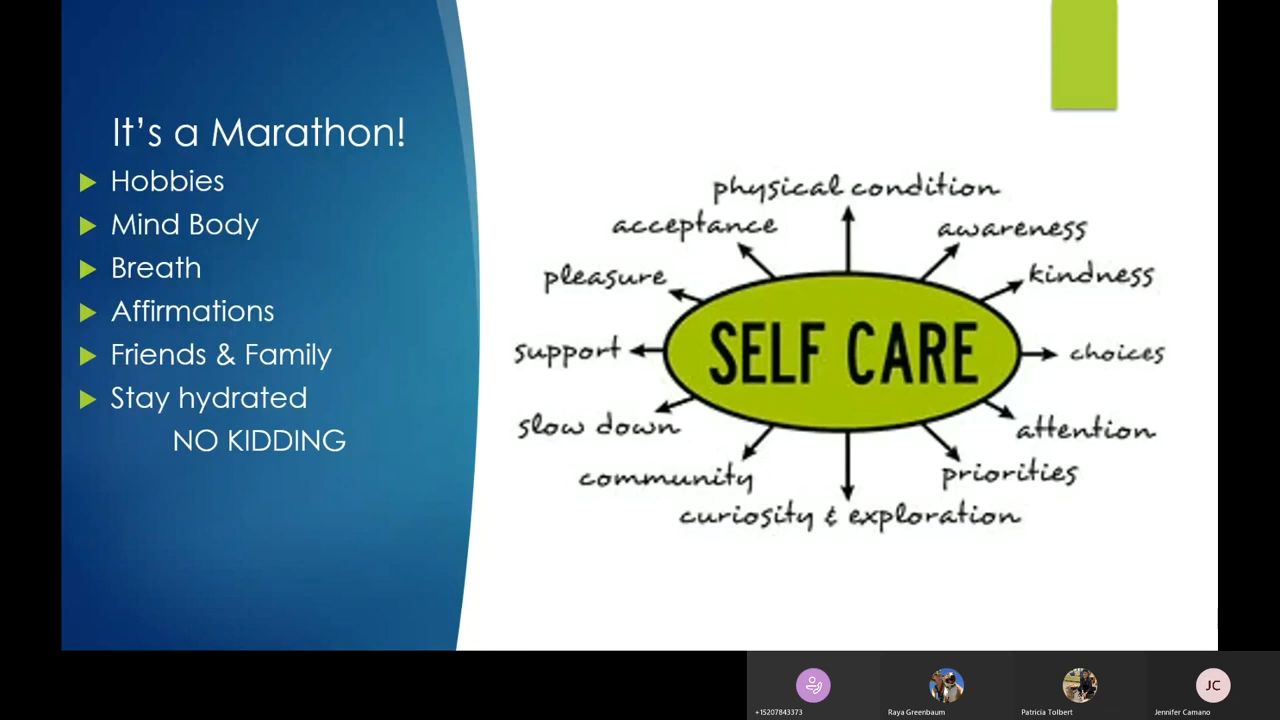 It's a Marathon!
Hobbies
Mind Body
Breath
Affirmations
Friends & Family
Stay hydrated
NO KIDDING
physical condition
acceptance
awareness
pleasure
kindness
support
SELF CARE
choices
slow down
attention
community
priorities
curiosity & exploration
JC
+15207843373
Raya Greenbaum
Patricia Tolbert
Jennifer Camano